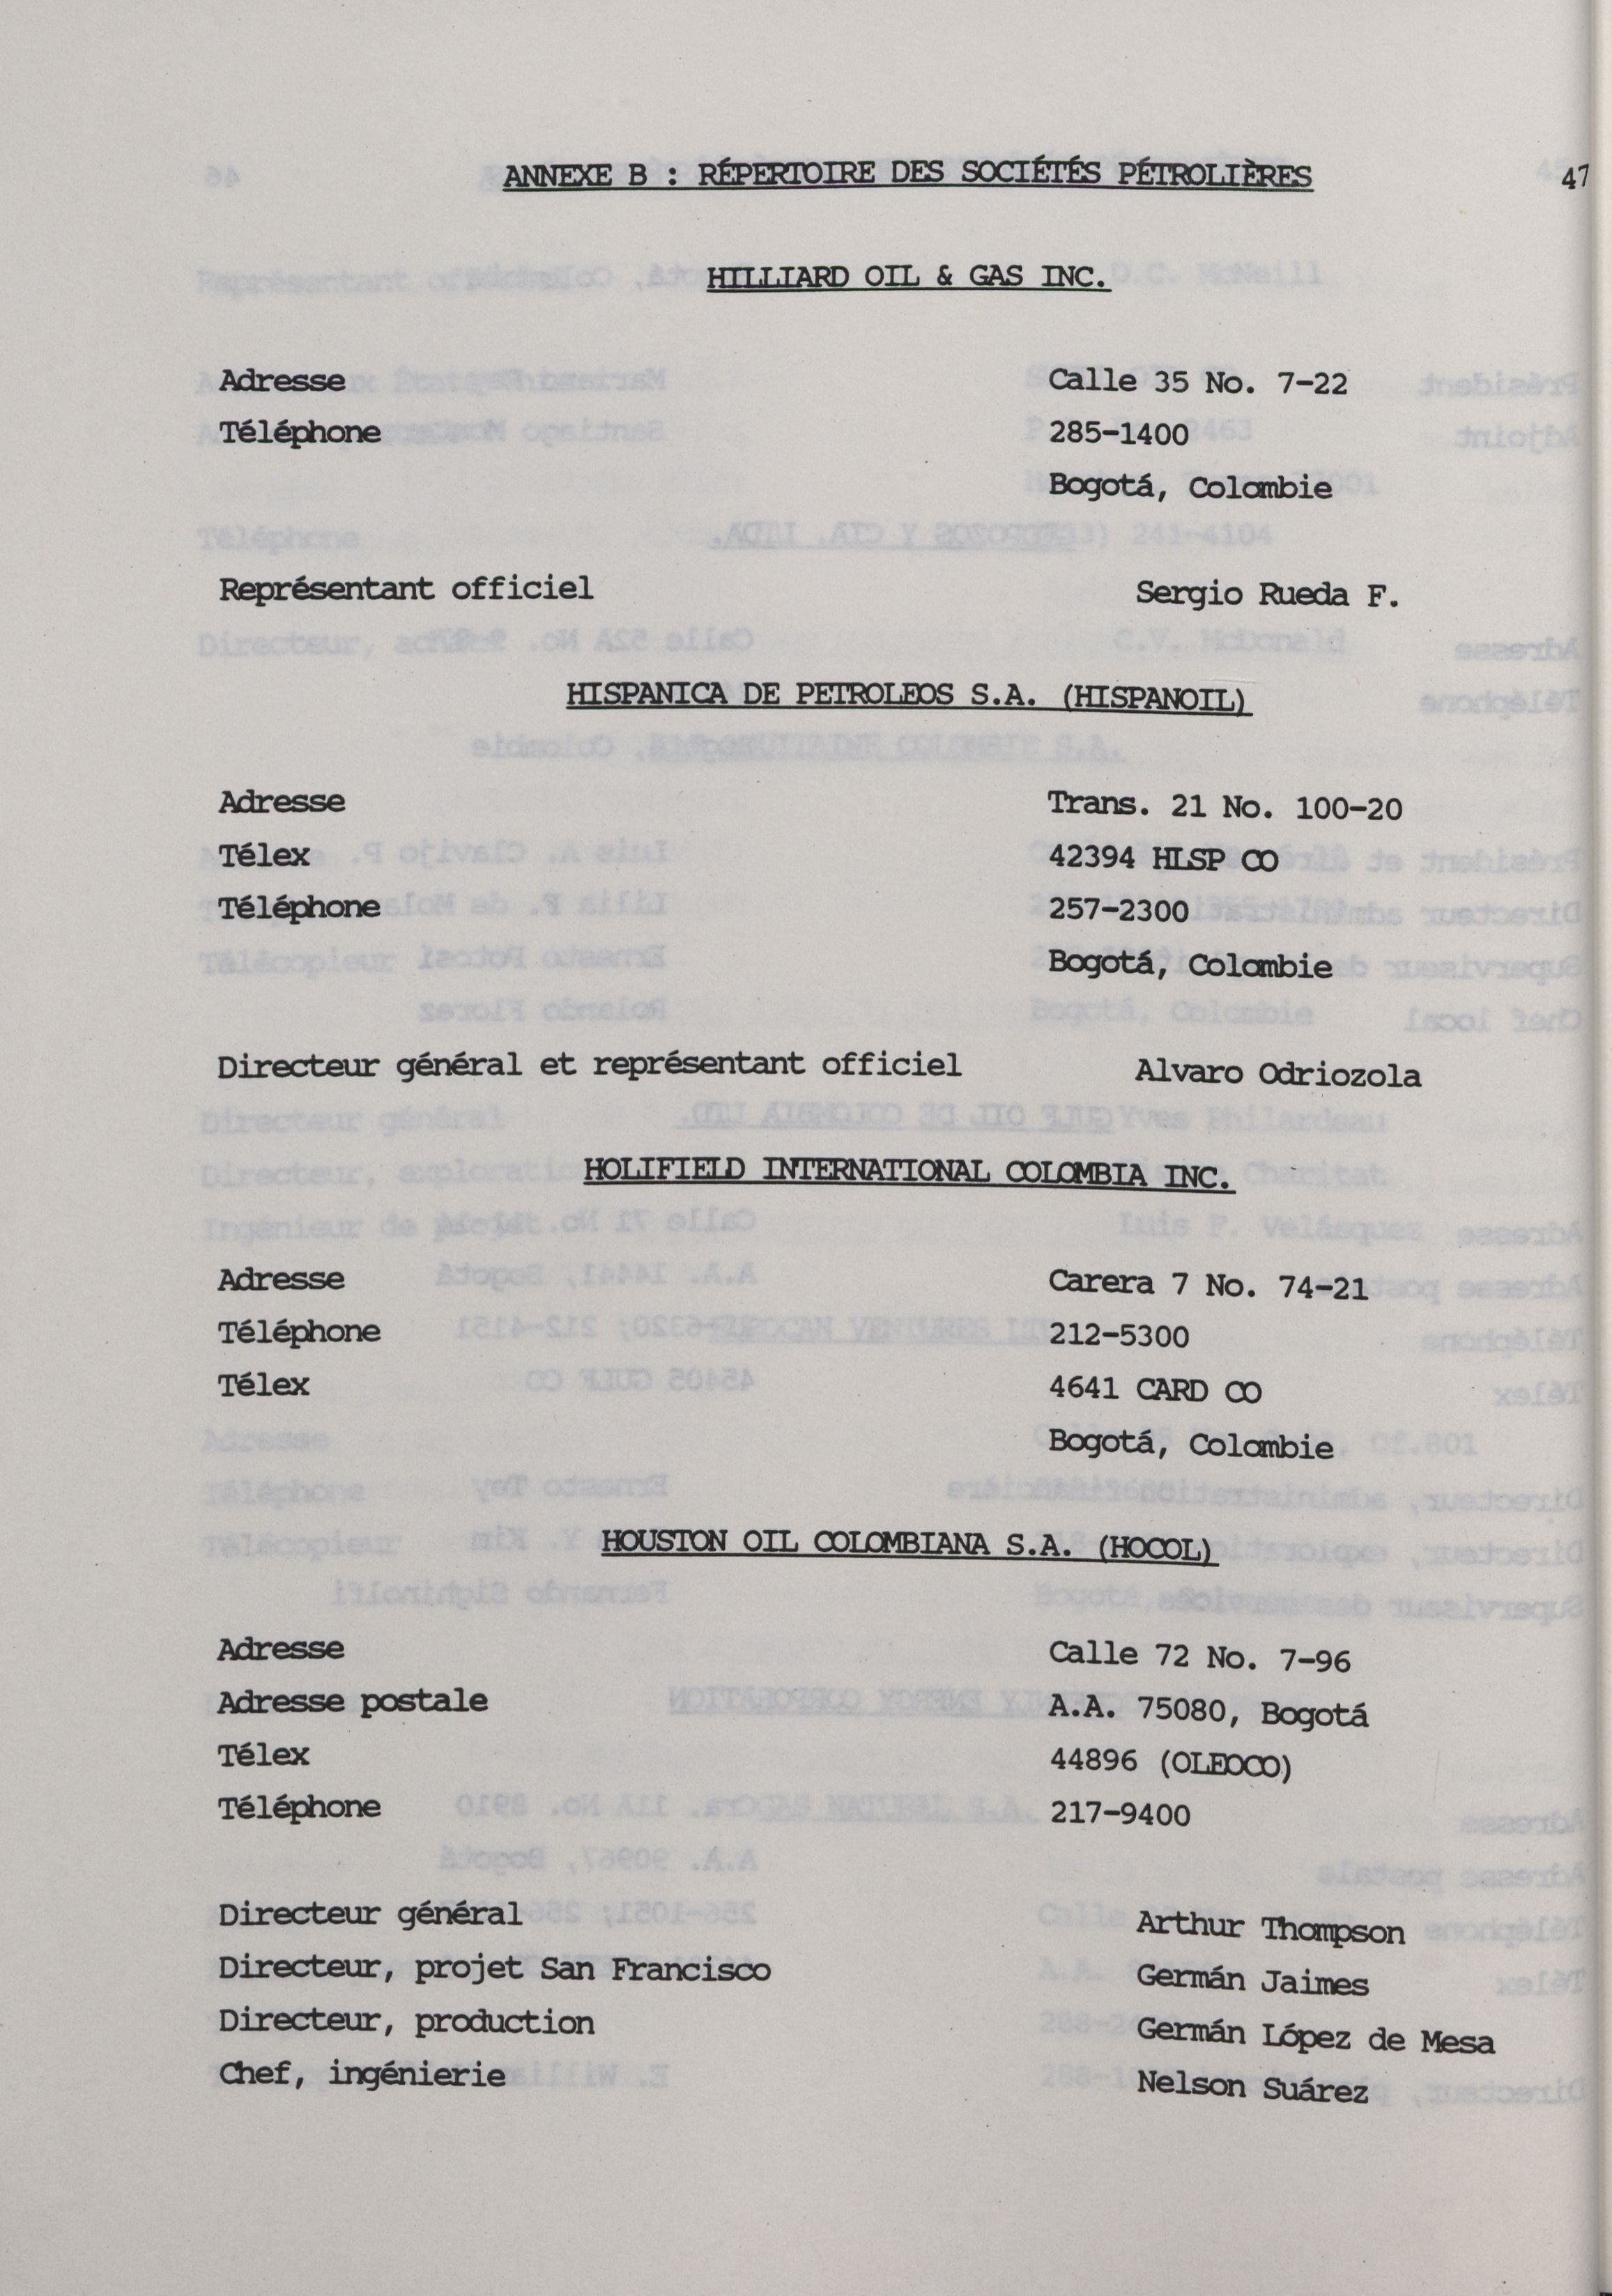 ANNEXE B : RÉPERTOIRE DES SOCIÉTÉS PÉTROLIÈRES 47
HILLIARD OIL & GAS INC.
Adresse Calle 35 No. 7-22
Téléphone 285-1400
Bogotá, Colombie
Représentant officiel Sergio Rueda F.
HISPANICA DE PETROLEOS S.A. (HISPANOIL)
Adresse Trans. 21 No. 100-20
Télex 42394 HLSP CO
Téléphone 257-2300
Bogotá, Colombie
Directeur général et représentant officiel Alvaro Odriozola
HOLIFIELD INTERNATIONAL COLOMBIA INC.
Adresse Carera 7 No. 74-21
Téléphone 212-5300
Télex 4641 CARD CO
Bogotá, Colombie
HOUSTON OIL COLOMBIANA S.A. (HOCOL)
Adresse Calle 72 No. 7-96
Adresse postale A.A. 75080, Bogotá
Télex 44896 (OLEOCO)
Téléphone 217-9400
Directeur général Arthur Thompson
Directeur, projet San Francisco Germán Jaimes
Directeur, production Germán López de Mesa
Chef, ingénierie Nelson Suárez